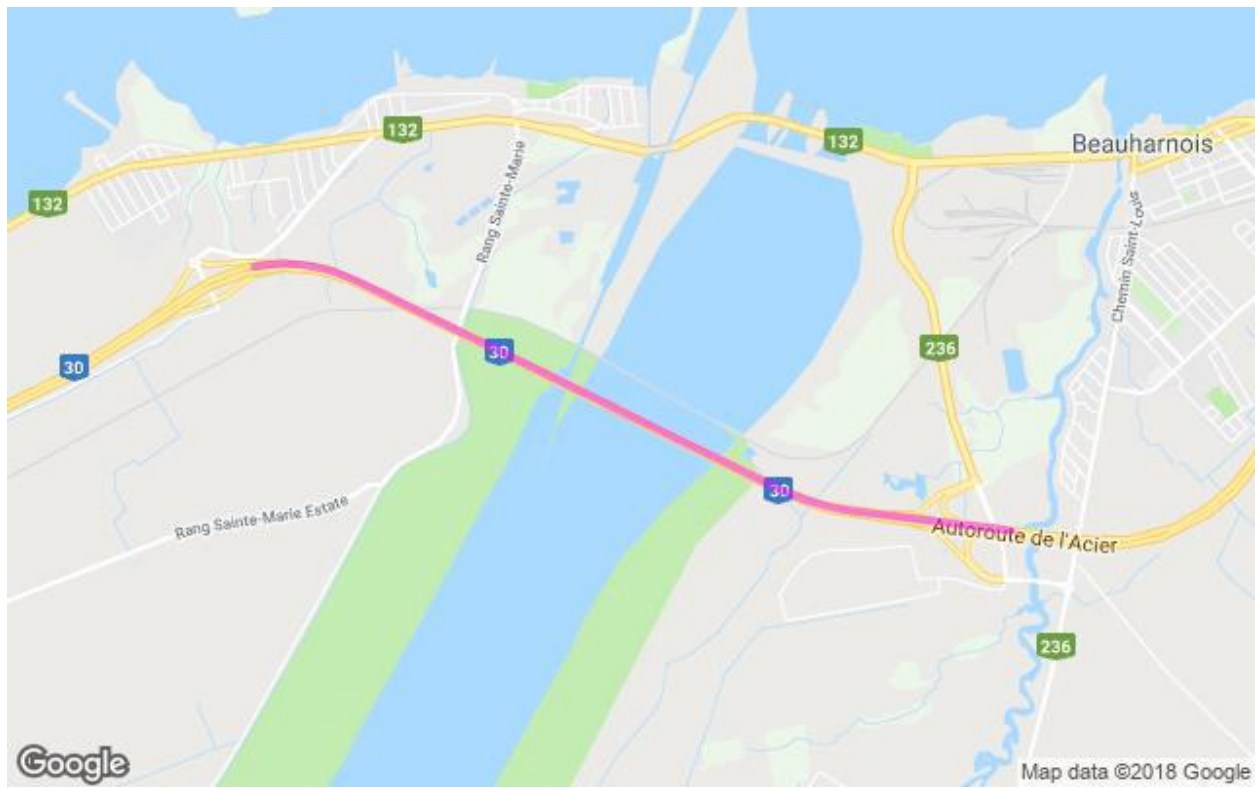 132
132
Beauharnois
132
Rang Sainte-Marie
Chemin Saint-Louis
236
30
30
30
Rang Sainte-Marie Estate
Autoroute de l'Acier
236
Google
Map data ©2018 Google